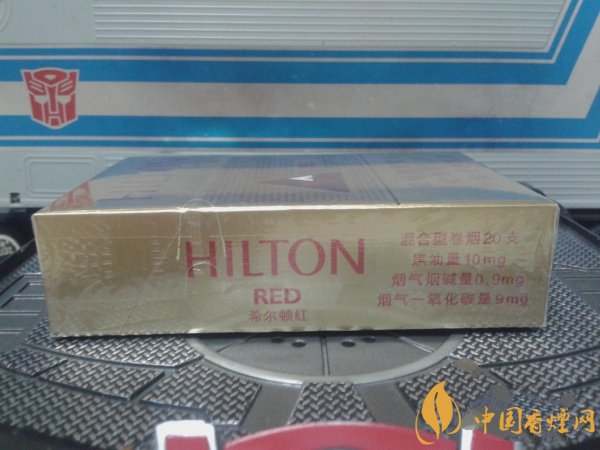 HILTON
RED
希尔顿红
混合型卷烟20支
焦油量10mg
烟气烟碱量0.9mg
烟气一氧化碳量9mg
中国香煙网